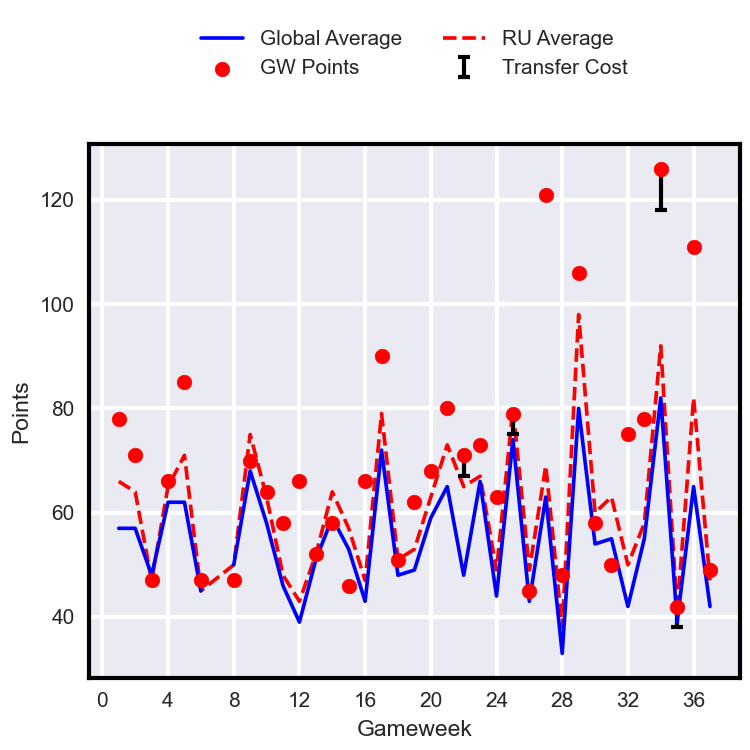 Global Average
RU Average
GW Points
Transfer Cost
120
100
80
60
40
Points
0 4 8 12 16 20 24 28 32 36
Gameweek